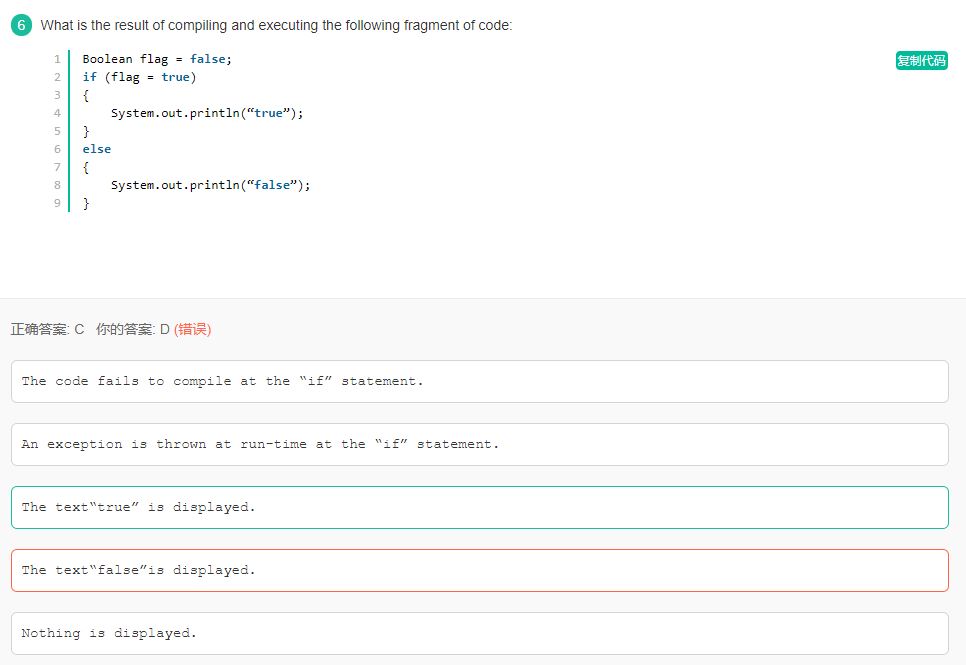 6 What is the result of compiling and executing the following fragment of code:
复制代码
1 Boolean flag = false;
2 if (flag = true)
3 {
4     System.out.println(“true”);
5 }
6 else
7 {
8     System.out.println(“false”);
9 }
正确答案: C 你的答案: D (错误)
The code fails to compile at the “if” statement.
An exception is thrown at run-time at the “if” statement.
The text“true” is displayed.
The text“false”is displayed.
Nothing is displayed.